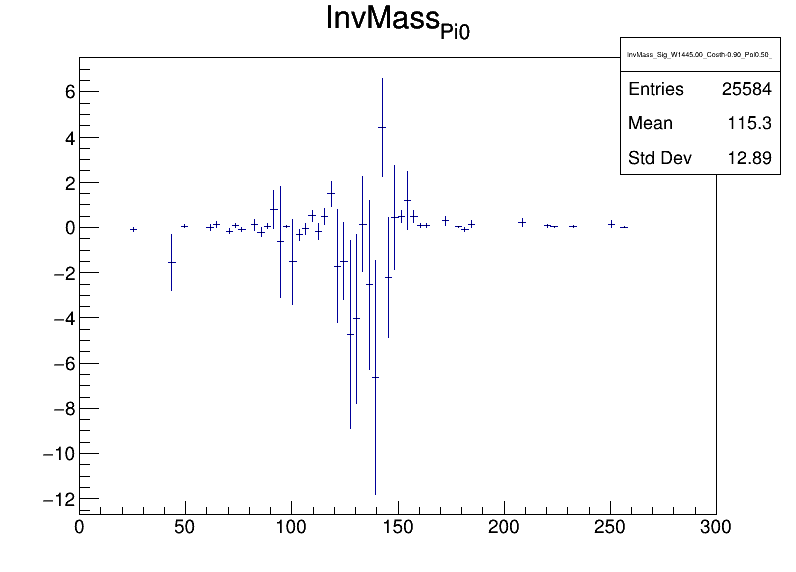 InvMass_Pi0
InvMass_Sig_W1445.00_Costh-0.90_Pol0.50_
Entries 25584
Mean 115.3
Std Dev 12.89
6
4
2
0
−2
−4
−6
−8
−10
−12
0 50 100 150 200 250 300